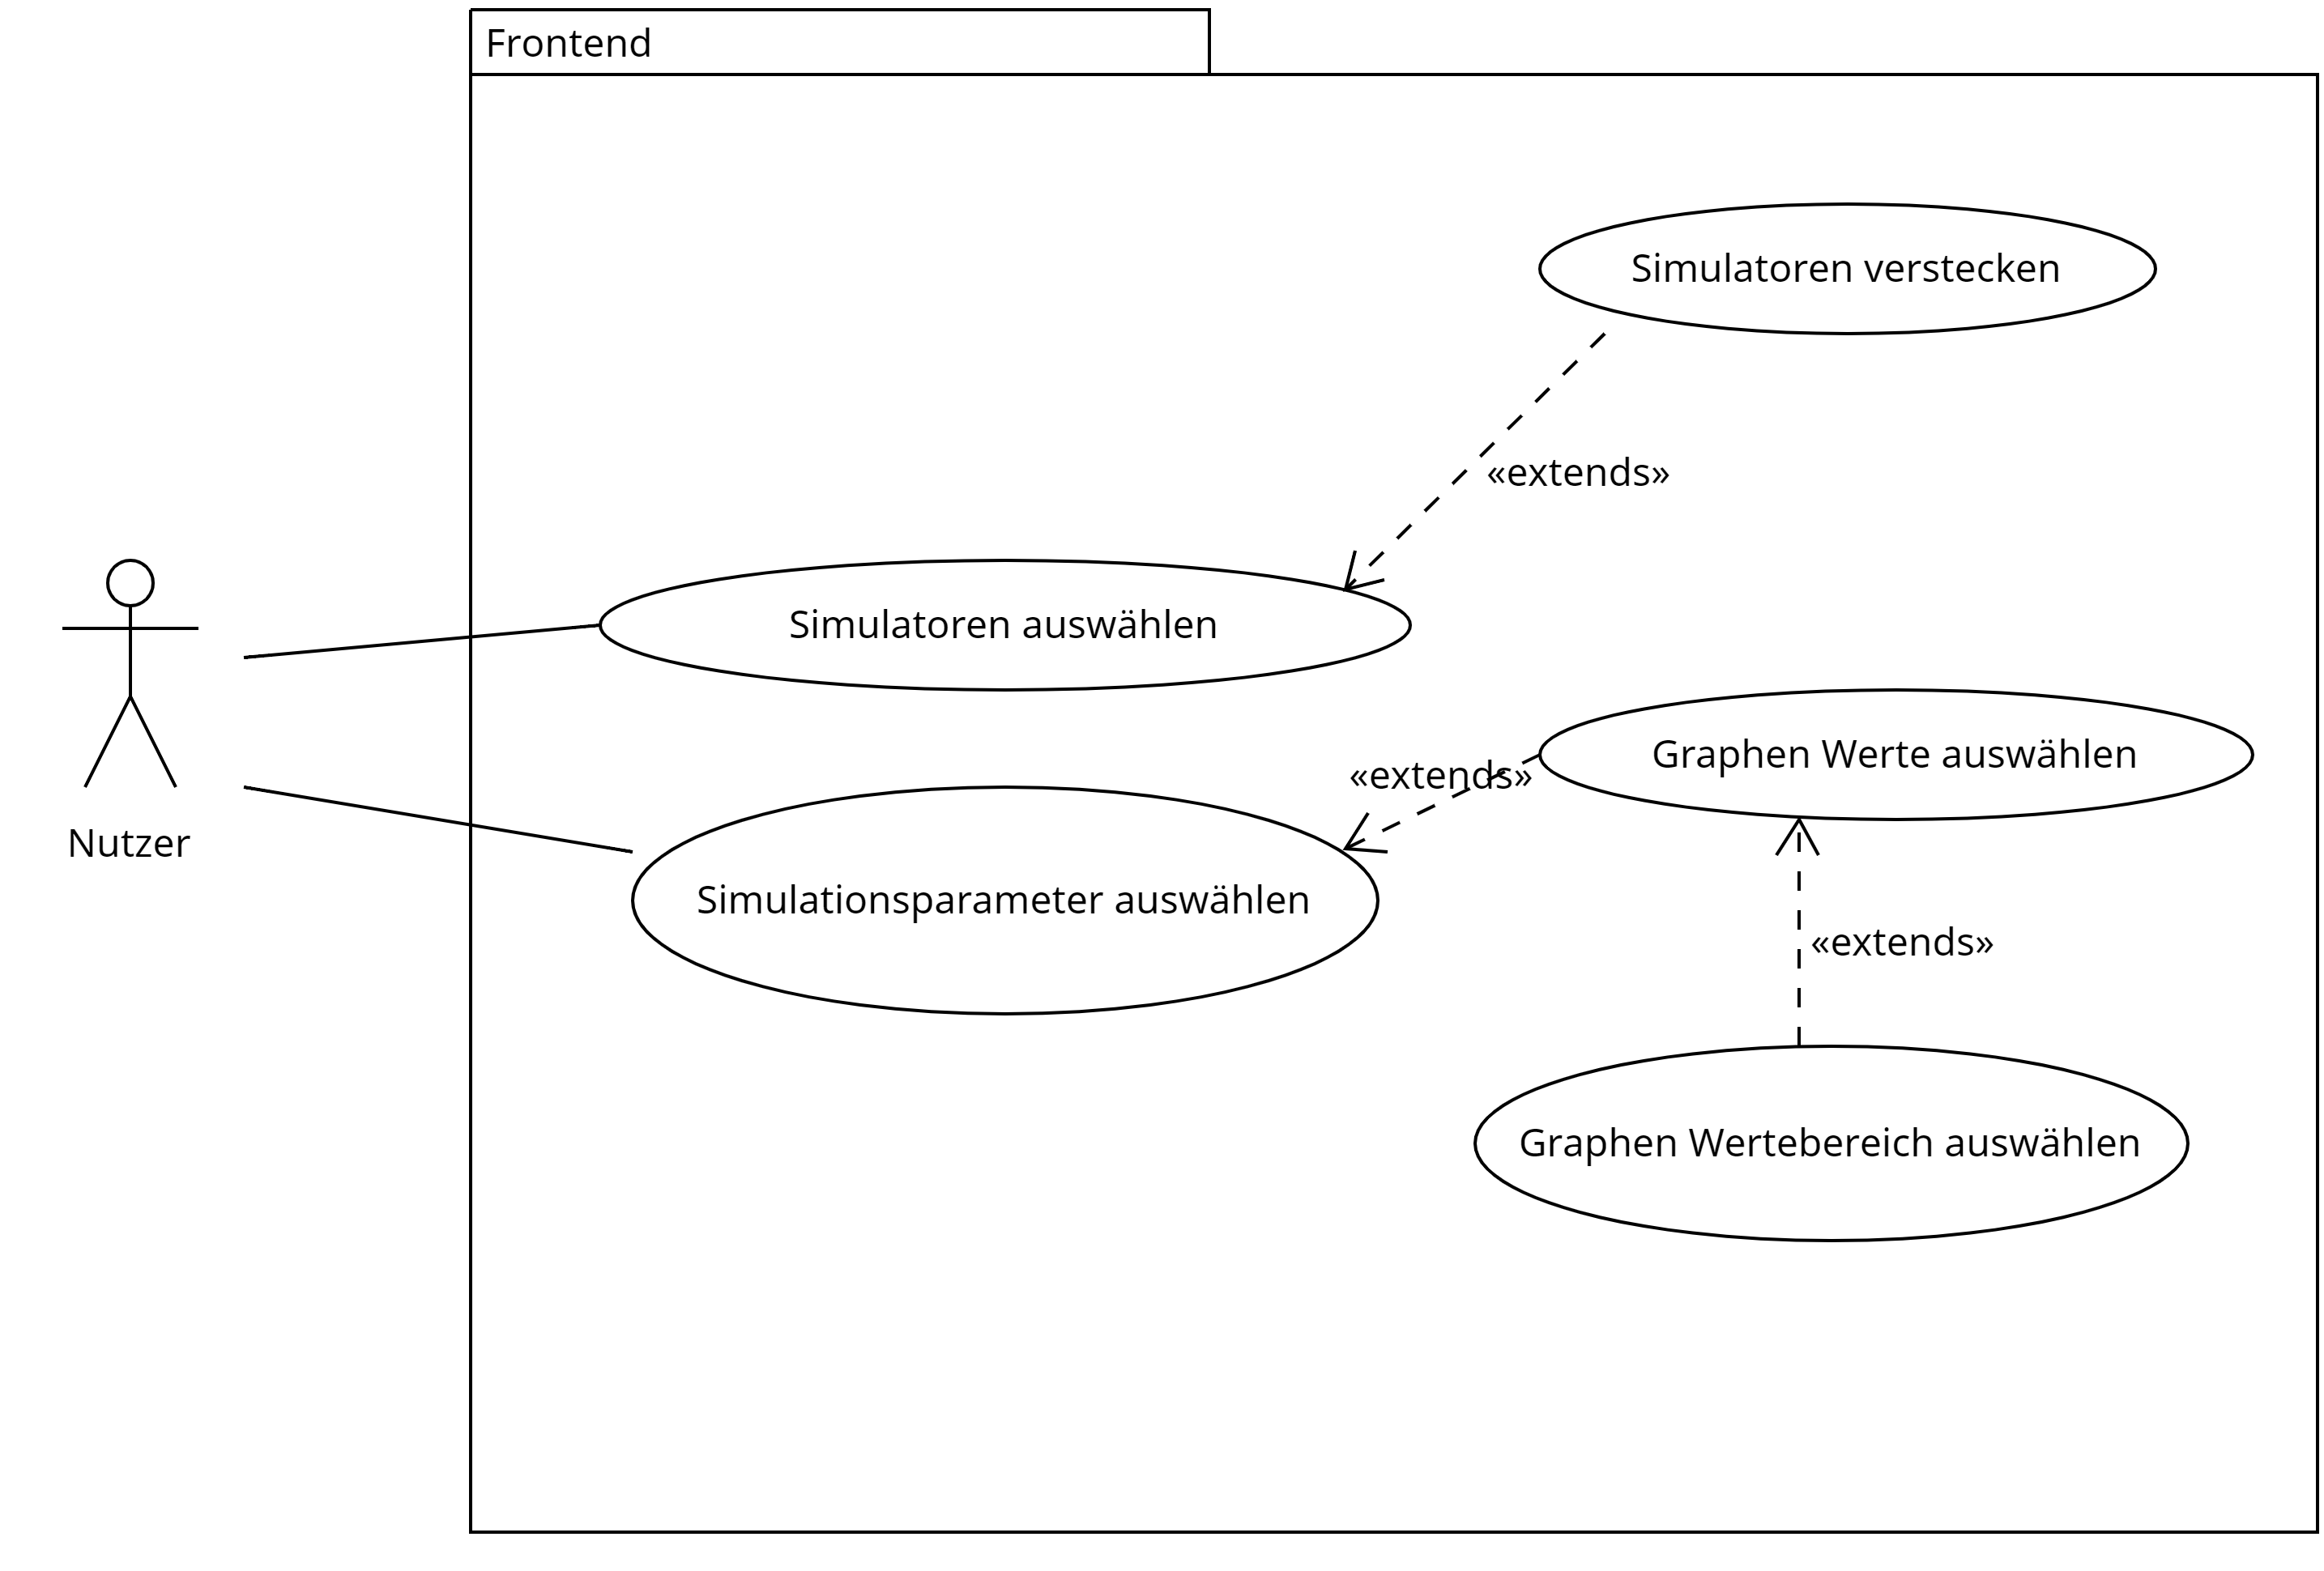 Frontend
Simulatoren verstecken
«extends»
Simulatoren auswählen
Graphen Werte auswählen
«extends»
Nutzer
Simulationsparameter auswählen
«extends»
Graphen Wertebereich auswählen